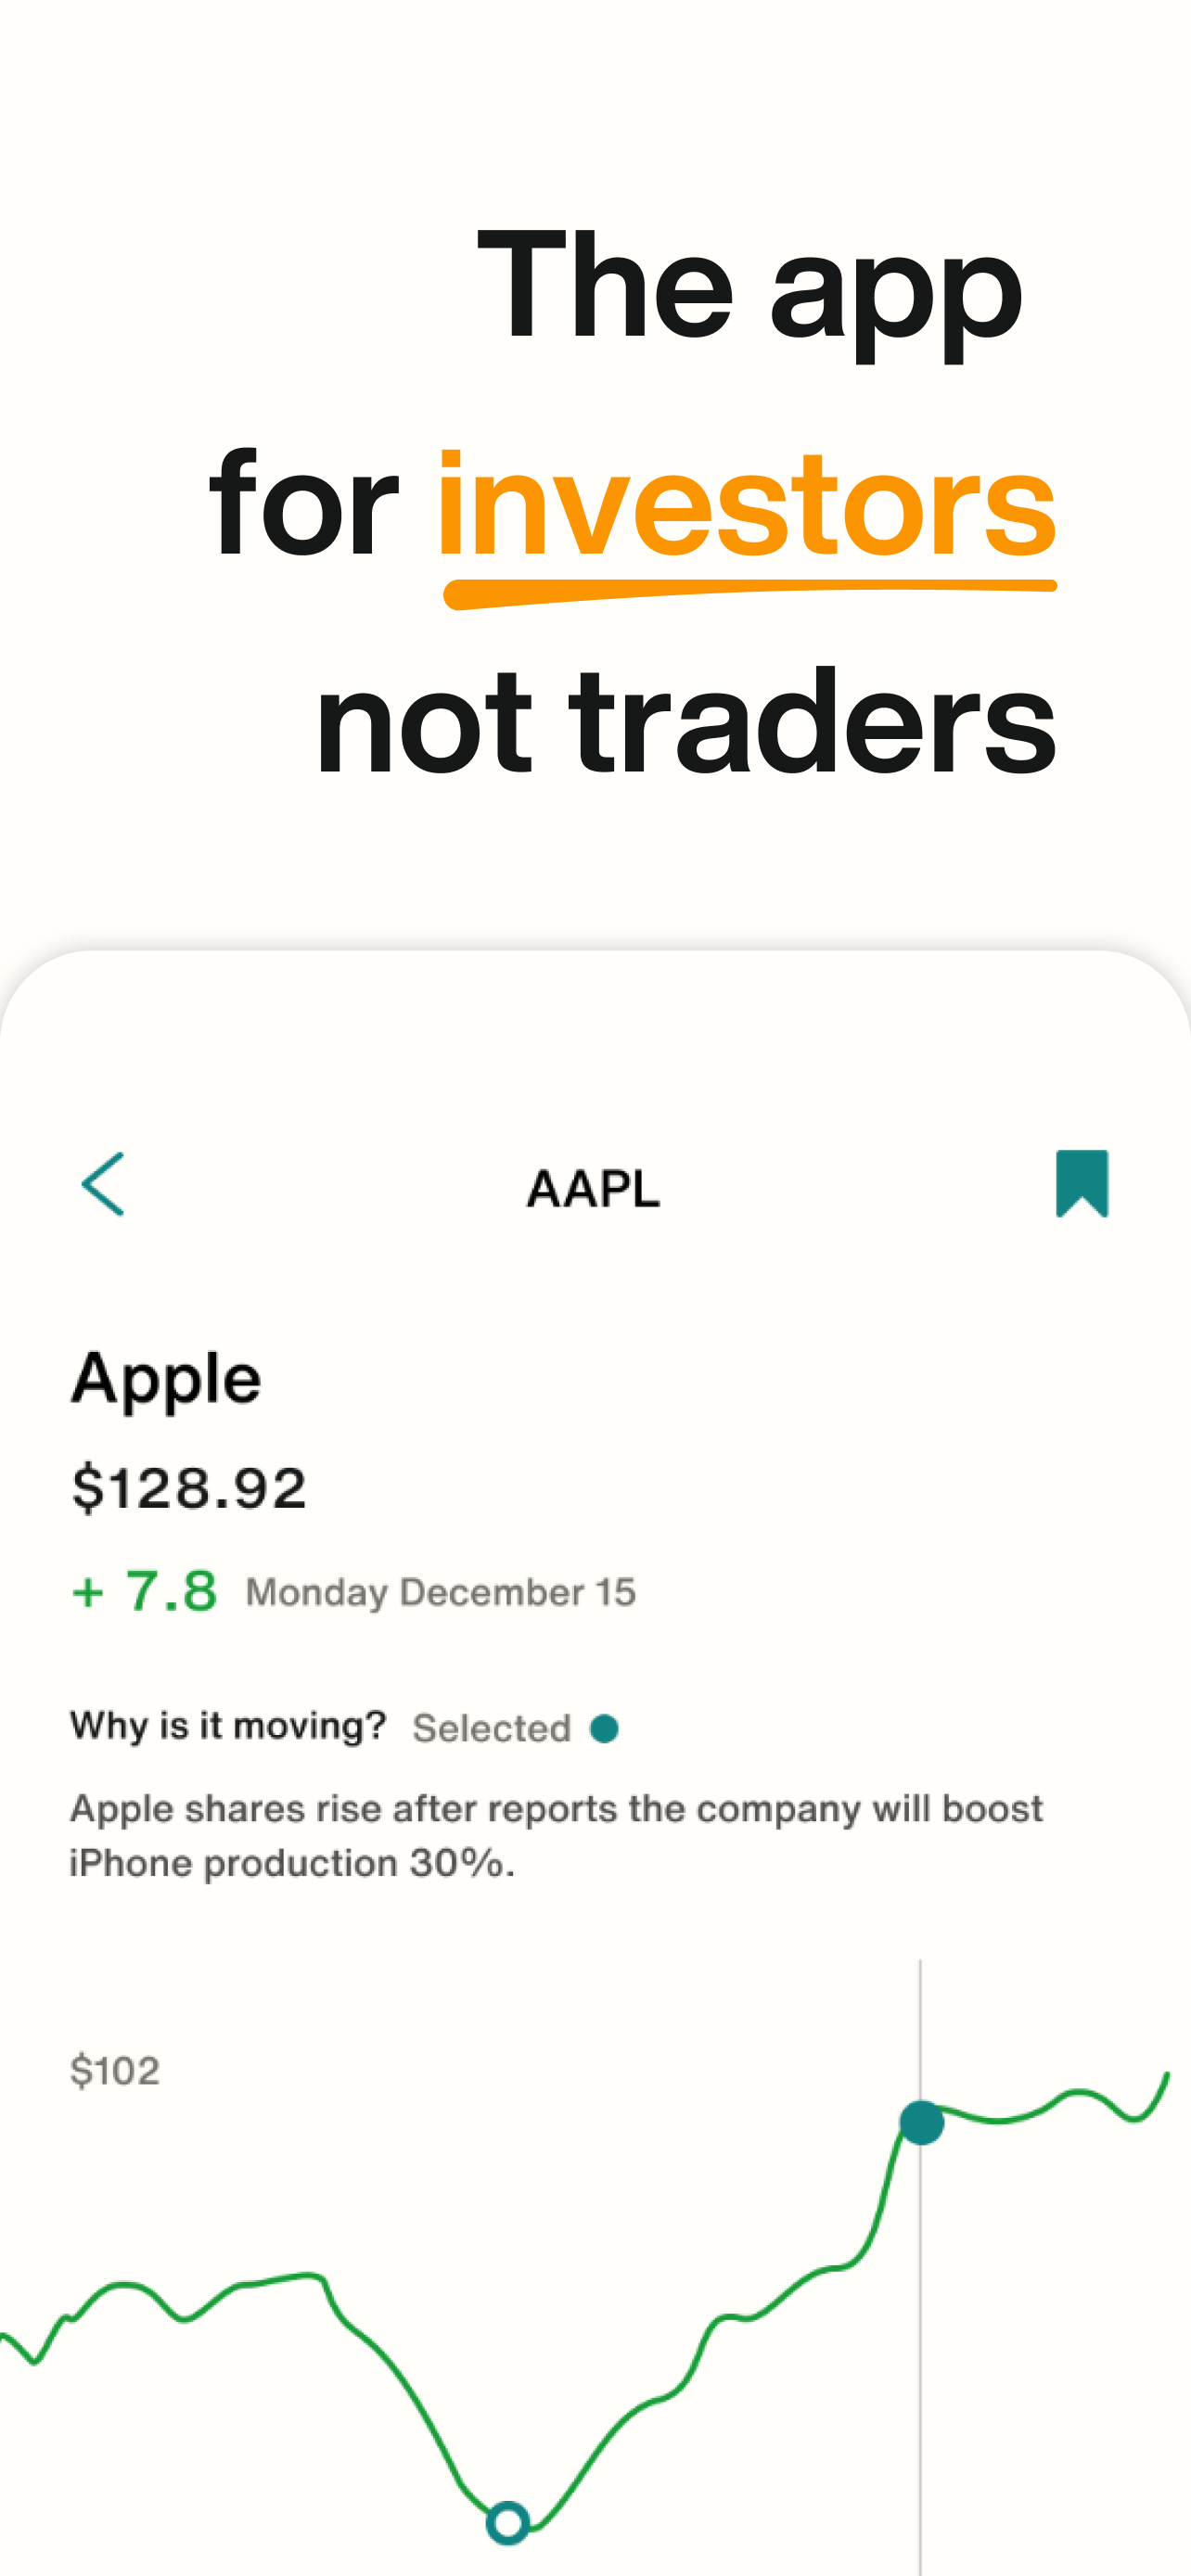 The app
for investors
not traders
AAPL
Apple
$128.92
+ 7.8 Monday December 15
Why is it moving? Selected
Apple shares rise after reports the company will boost
iPhone production 30%.
$102